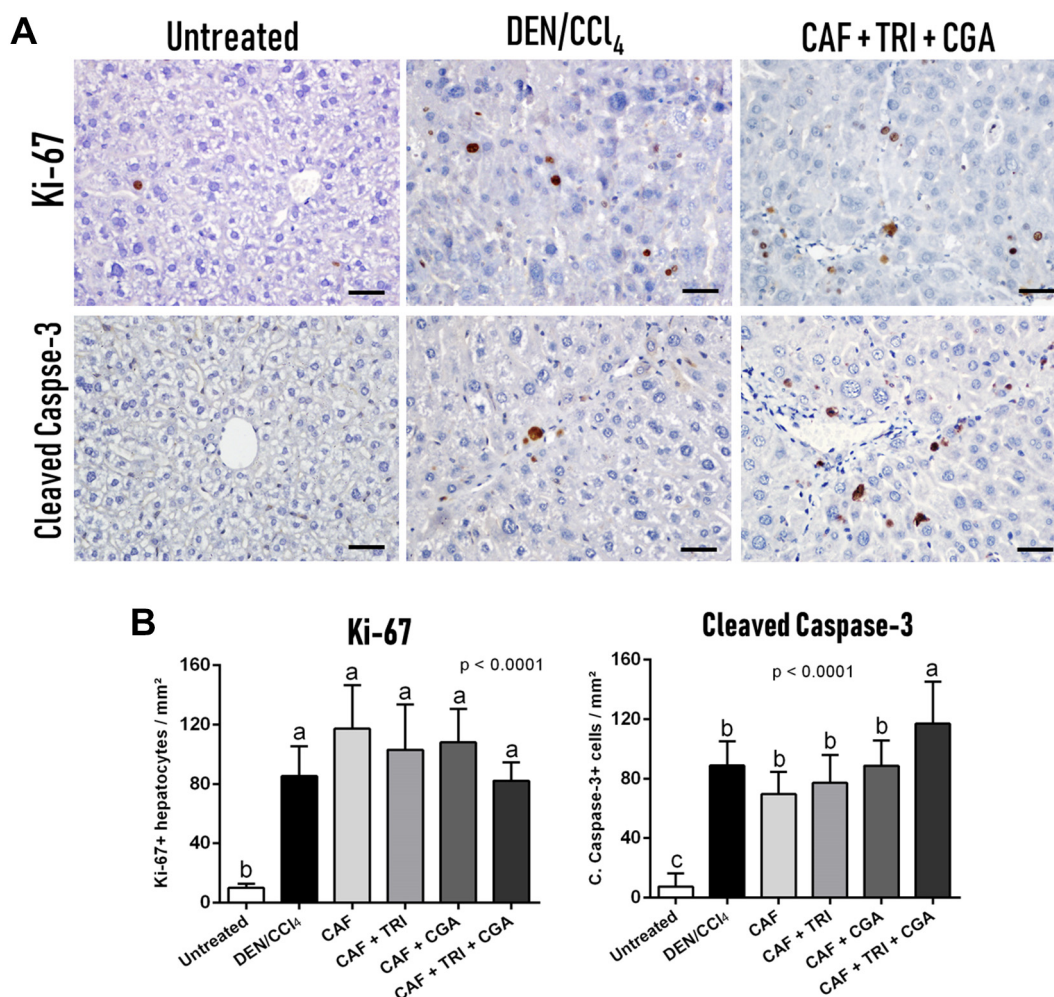 A
Untreated
DEN/CCl₄
CAF + TRI + CGA
Ki-67
Cleaved Caspse-3
B
Ki-67
p < 0.0001
Ki-67+ hepatocytes / mm²
160
120
80
40
0
b
a
a
a
a
a
Untreated
DEN/CCl₄
CAF
CAF + TRI
CAF + CGA
CAF + TRI + CGA
Cleaved Caspase-3
p < 0.0001
C. Caspase-3+ cells / mm²
160
120
80
40
0
c
b
b
b
b
a
Untreated
DEN/CCl₄
CAF
CAF + TRI
CAF + CGA
CAF + TRI + CGA